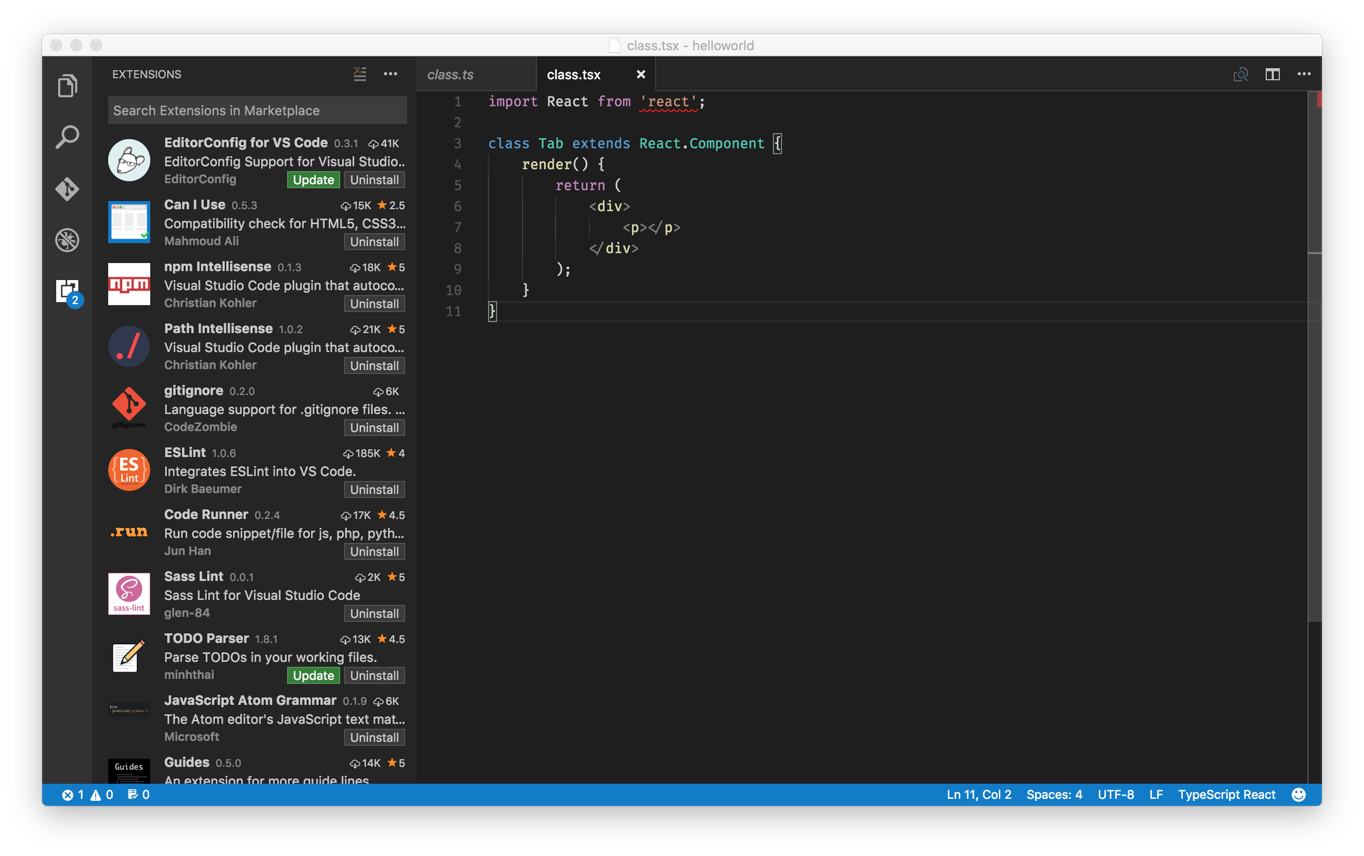 class.tsx - helloworld
EXTENSIONS
Search Extensions in Marketplace
EditorConfig for VS Code 0.3.1 41K
EditorConfig Support for Visual Studio..
EditorConfig Update Uninstall
Can I Use 0.5.3 15K ★2.5
Compatibility check for HTML5, CSS3...
Mahmoud Ali Uninstall
npm
npm Intellisense 0.1.3 18K ★5
Visual Studio Code plugin that autoco...
Christian Kohler Uninstall
./
Path Intellisense 1.0.2 21K ★5
Visual Studio Code plugin that autoco...
Christian Kohler Uninstall
gitignore
gitignore 0.2.0 6K
Language support for .gitignore files. ...
CodeZombie Uninstall
{ES
Lint}
ESLint 1.0.6 185K ★4
Integrates ESLint into VS Code.
Dirk Baeumer Uninstall
.run
Code Runner 0.2.4 17K ★4.5
Run code snippet/file for js, php, pyth...
Jun Han Uninstall
sass-lint
Sass Lint 0.0.1 2K ★5
Sass Lint for Visual Studio Code
glen-84 Uninstall
TODO Parser 1.8.1 13K ★4.5
Parse TODOs in your working files.
minhthai Update Uninstall
JavaScript Atom Grammar 0.1.9 6K
The Atom editor's JavaScript text mat...
Microsoft Uninstall
Guides
Guides 0.5.0 14K ★5
An extension for more guide lines
2
class.ts class.tsx ×
1 import React from 'react';
2
3 class Tab extends React.Component {
4 render() {
5 return (
6 <div>
7 <p></p>
8 </div>
9 );
10 }
11 }
1 0 0
Ln 11, Col 2 Spaces: 4 UTF-8 LF TypeScript React